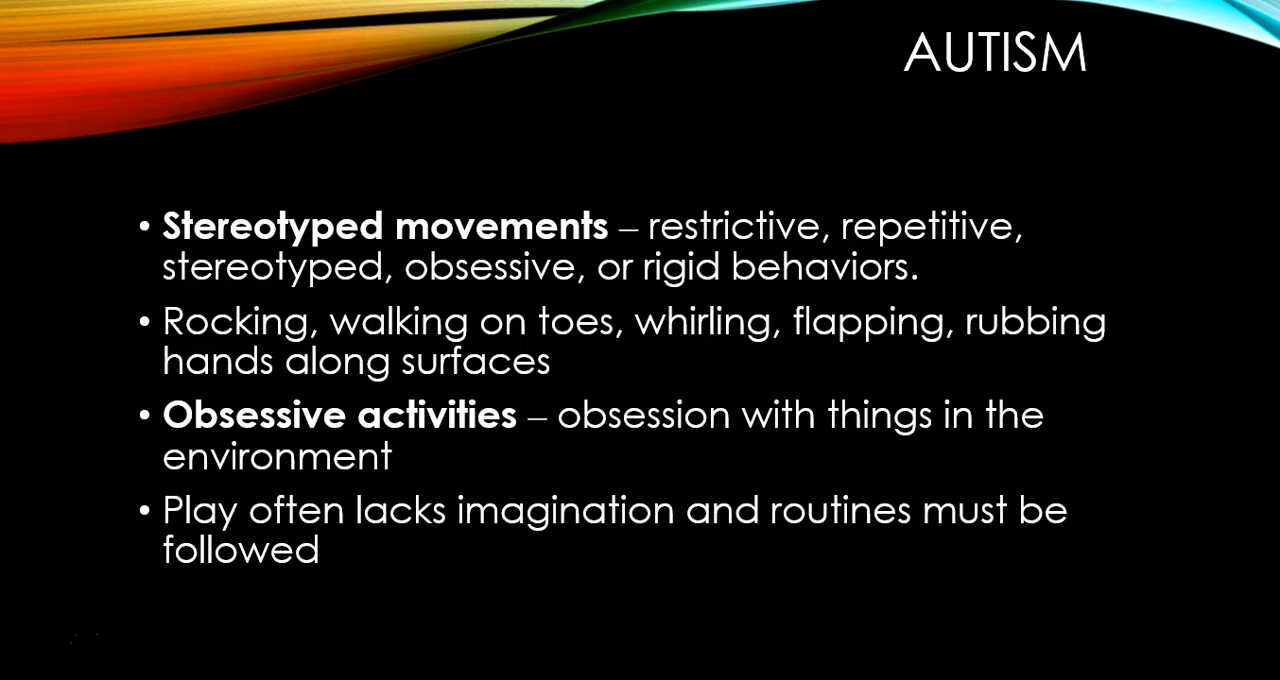 AUTISM
• Stereotyped movements – restrictive, repetitive,
stereotyped, obsessive, or rigid behaviors.
• Rocking, walking on toes, whirling, flapping, rubbing
hands along surfaces
• Obsessive activities – obsession with things in the
environment
• Play often lacks imagination and routines must be
followed